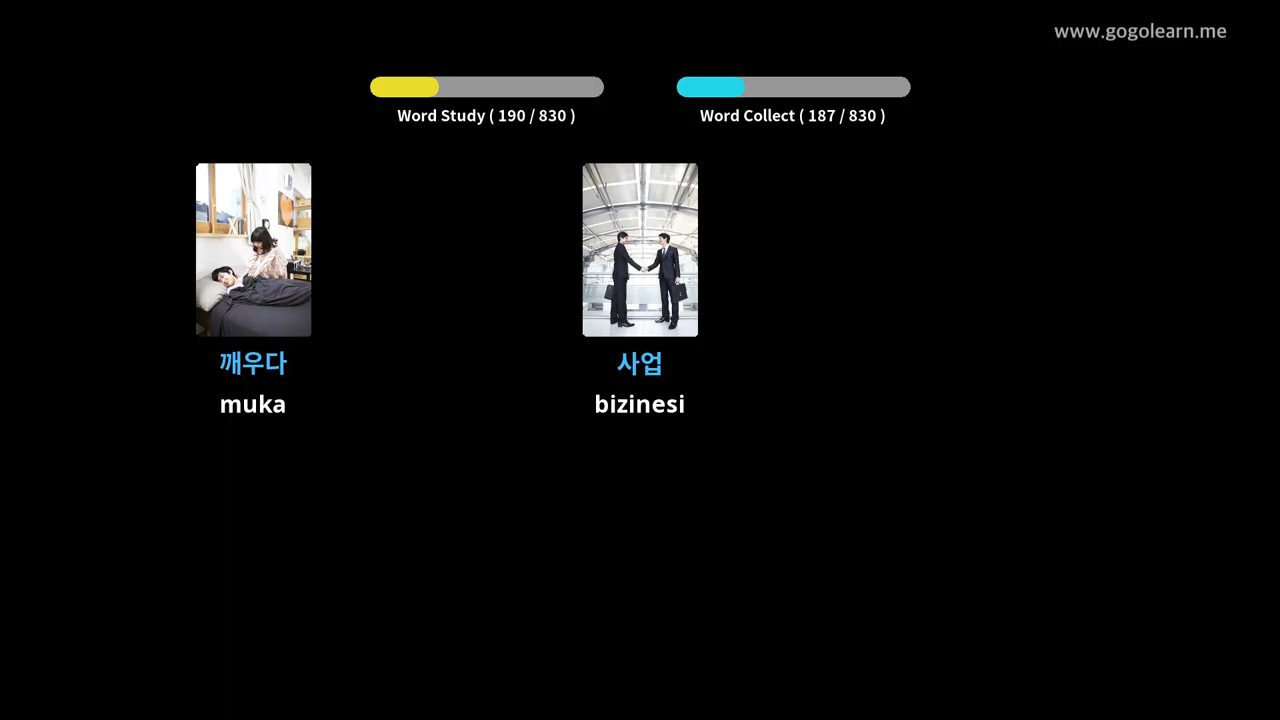 www.gogolearn.me
Word Study ( 190 / 830 )
Word Collect ( 187 / 830 )
깨우다
muka
사업
bizinesi